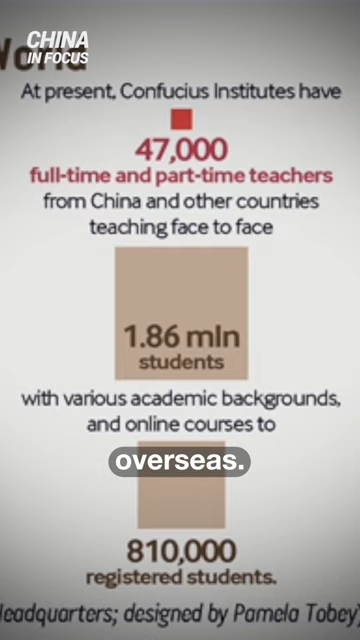 World
CHINA
IN FOCUS
At present, Confucius Institutes have
47,000
full-time and part-time teachers
from China and other countries
teaching face to face
1.86 mln
students
with various academic backgrounds,
and online courses to
overseas.
810,000
registered students.
Headquarters; designed by Pamela Tobey)